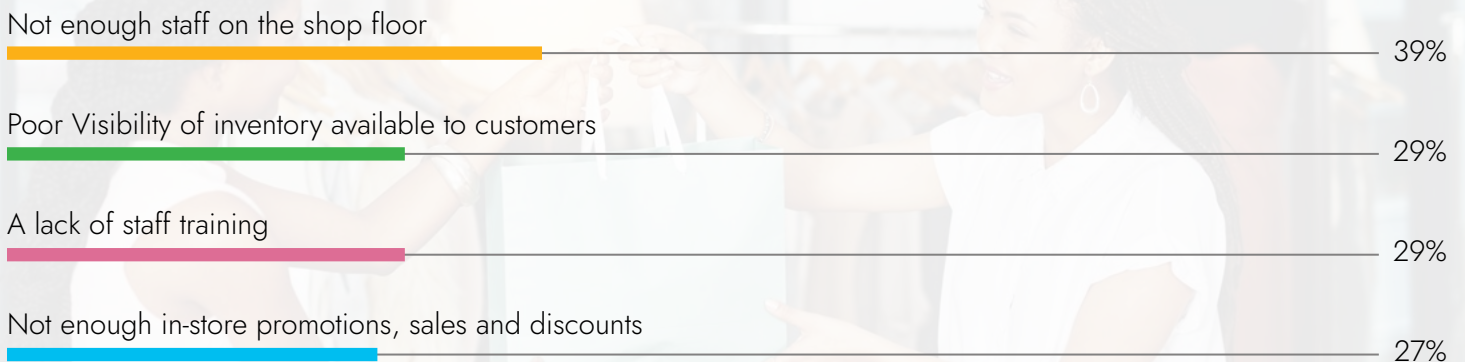 Not enough staff on the shop floor
39%
Poor Visibility of inventory available to customers
29%
A lack of staff training
29%
Not enough in-store promotions, sales and discounts
27%